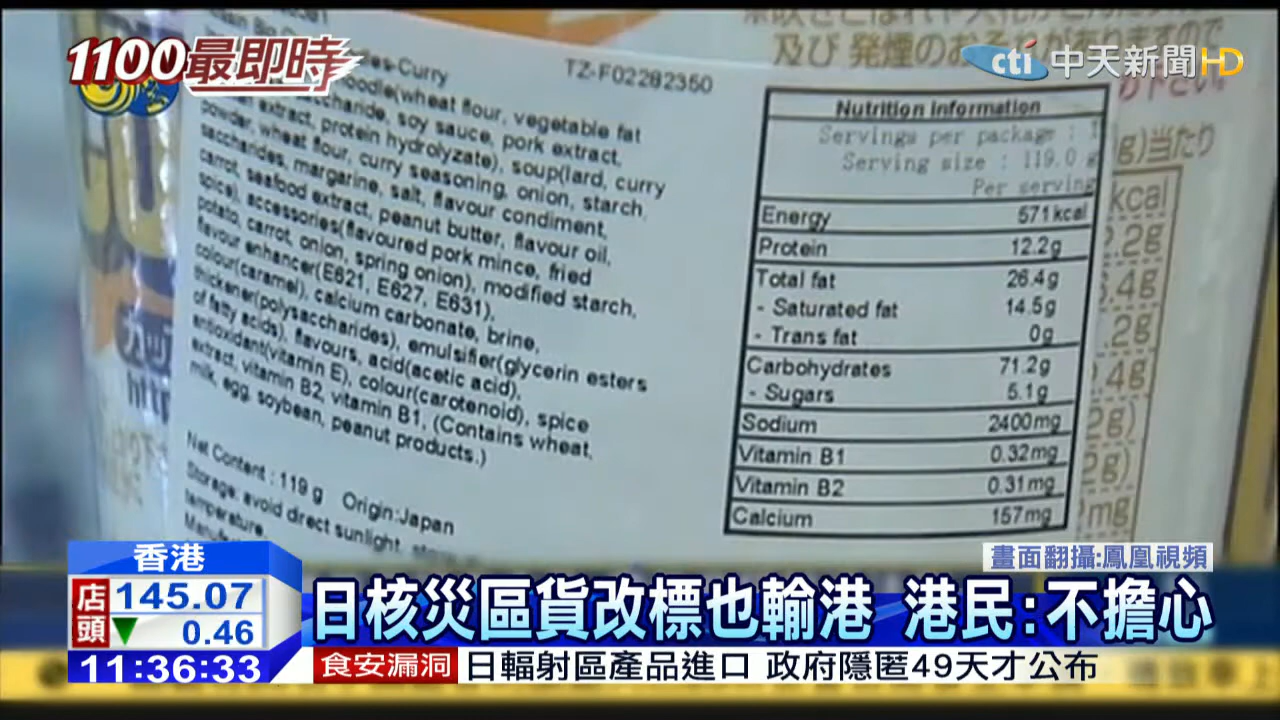 1100最即時
cti 中天新聞HD
TZ-F02282350
(wheat flour, vegetable fat
soy sauce, pork extract,
extract, protein hydrolyzate), soup(lard, curry
powder, wheat flour, curry seasoning, onion, starch,
saccharides, margarine, salt, flavour condiment,
carrot, seafood extract, peanut butter, flavour oil,
spice), accessories(flavoured pork mince, fried
potato, carrot, onion, spring onion), modified starch,
flavour enhancer(E621, E627, E631),
colour(caramel), calcium carbonate, brine,
thickener(polysaccharides), emulsifier(glycerin esters
of fatty acids), flavours, acid(acetic acid),
antioxidant(vitamin E), colour(carotenoid), spice
extract, vitamin B2, vitamin B1, (Contains wheat,
milk, egg, soybean, peanut products.)
Net Content : 119 g Origin:Japan
Storage: avoid direct sunlight,
temperature.
及び 発煙の
Nutrition Information
Servings per package : 1
Serving size : 119.0 g
Per serving
Energy 571kcal
Protein 12.2g
Total fat 26.4g
- Saturated fat 14.5g
- Trans fat 0g
Carbohydrates 71.2g
- Sugars 5.1g
Sodium 2400mg
Vitamin B1 0.32mg
Vitamin B2 0.31mg
Calcium 157mg
g)当たり
kcal
畫面翻攝:鳳凰視頻
香港
店頭 145.07
▼ 0.46
11:36:33
日核災區貨改標也輸港 港民:不擔心
食安漏洞 日輻射區產品進口 政府隱匿49天才公布